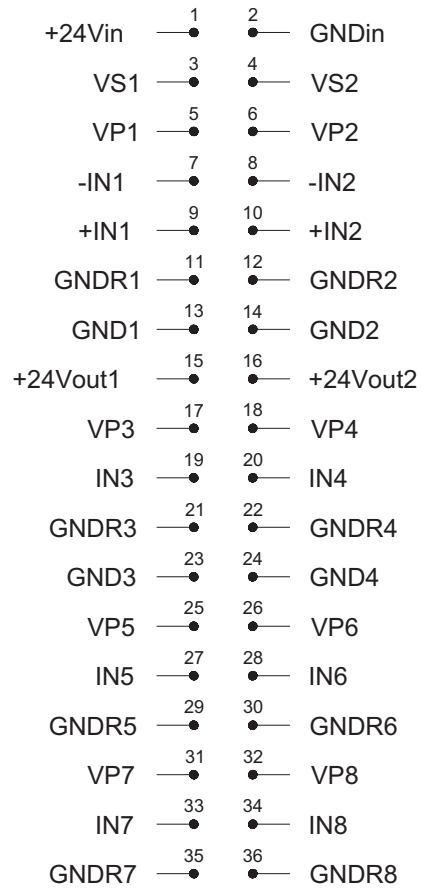 +24Vin 1 2 GNDin
VS1 3 4 VS2
VP1 5 6 VP2
-IN1 7 8 -IN2
+IN1 9 10 +IN2
GNDR1 11 12 GNDR2
GND1 13 14 GND2
+24Vout1 15 16 +24Vout2
VP3 17 18 VP4
IN3 19 20 IN4
GNDR3 21 22 GNDR4
GND3 23 24 GND4
VP5 25 26 VP6
IN5 27 28 IN6
GNDR5 29 30 GNDR6
VP7 31 32 VP8
IN7 33 34 IN8
GNDR7 35 36 GNDR8